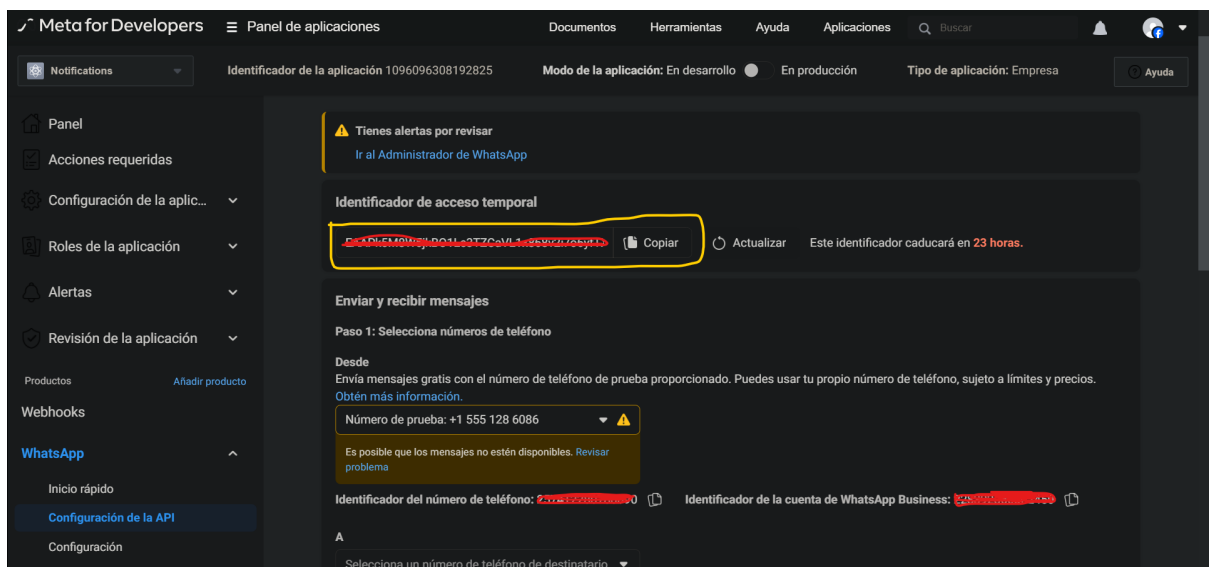 Meta for Developers
Panel de aplicaciones
Documentos
Herramientas
Ayuda
Aplicaciones
Buscar
Notifications
Identificador de la aplicación 1096096308192825
Modo de la aplicación: En desarrollo
En producción
Tipo de aplicación: Empresa
Ayuda
Panel
Acciones requeridas
Configuración de la aplic...
Roles de la aplicación
Alertas
Revisión de la aplicación
Productos
Añadir producto
Webhooks
WhatsApp
Inicio rápido
Configuración de la API
Configuración
Tienes alertas por revisar
Ir al Administrador de WhatsApp
Identificador de acceso temporal
Copiar
Actualizar
Este identificador caducará en 23 horas.
Enviar y recibir mensajes
Paso 1: Selecciona números de teléfono
Desde
Envía mensajes gratis con el número de teléfono de prueba proporcionado. Puedes usar tu propio número de teléfono, sujeto a límites y precios.
Obtén más información.
Número de prueba: +1 555 128 6086
Es posible que los mensajes no estén disponibles. Revisar
problema
Identificador del número de teléfono:
Identificador de la cuenta de WhatsApp Business:
A
Selecciona un número de teléfono de destinatario